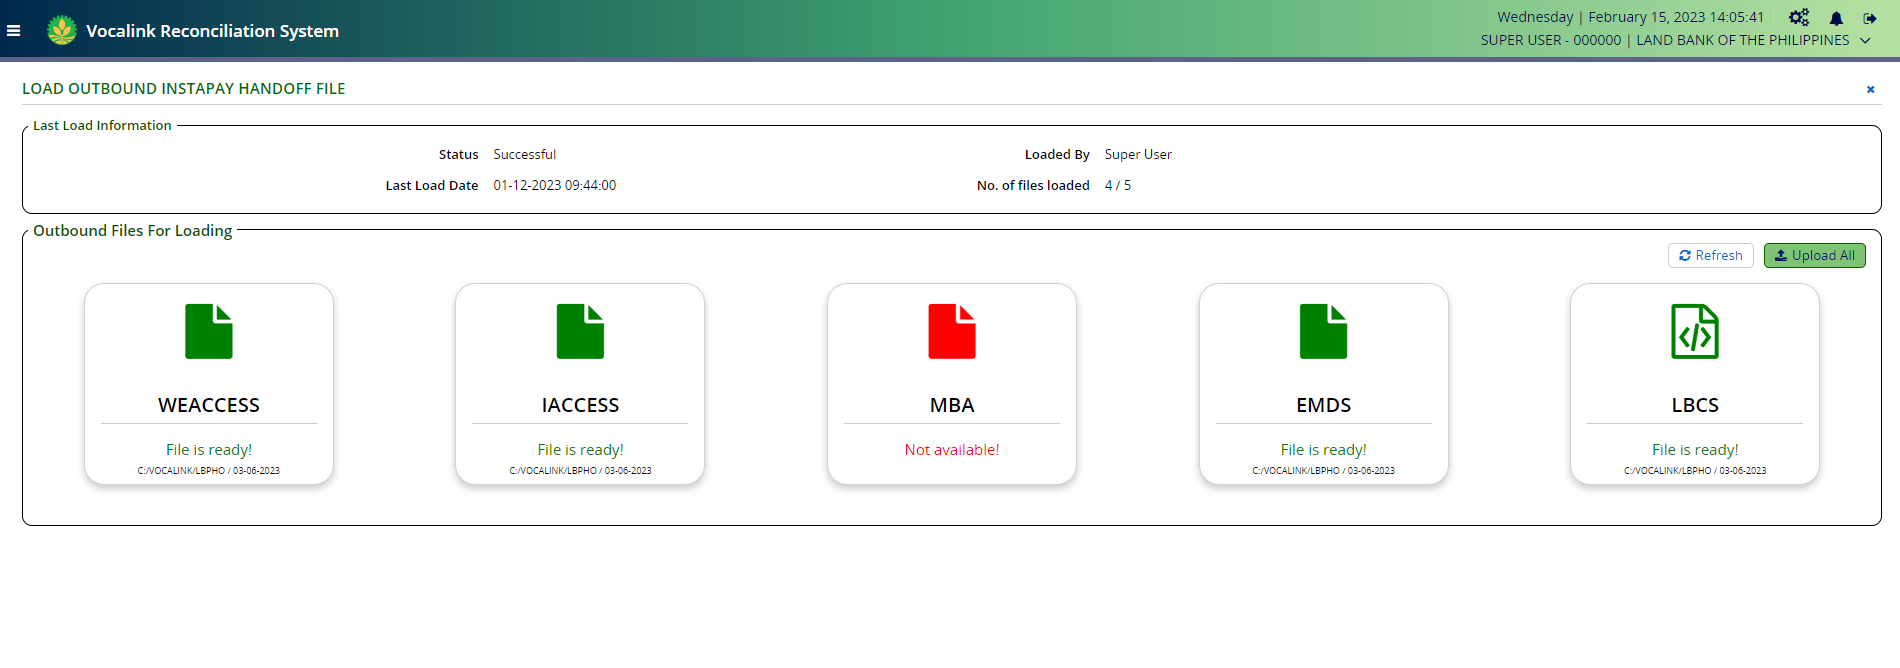 Vocalink Reconciliation System
Wednesday | February 15, 2023 14:05:41
SUPER USER - 000000 | LAND BANK OF THE PHILIPPINES
LOAD OUTBOUND INSTAPAY HANDOFF FILE
Last Load Information
Status Successful
Loaded By Super User
Last Load Date 01-12-2023 09:44:00
No. of files loaded 4 / 5
Outbound Files For Loading
Refresh
Upload All
WEACCESS
File is ready!
C:/VOCALINK/LBPHO / 03-06-2023
IACCESS
File is ready!
C:/VOCALINK/LBPHO / 03-06-2023
MBA
Not available!
EMDS
File is ready!
C:/VOCALINK/LBPHO / 03-06-2023
LBCS
File is ready!
C:/VOCALINK/LBPHO / 03-06-2023